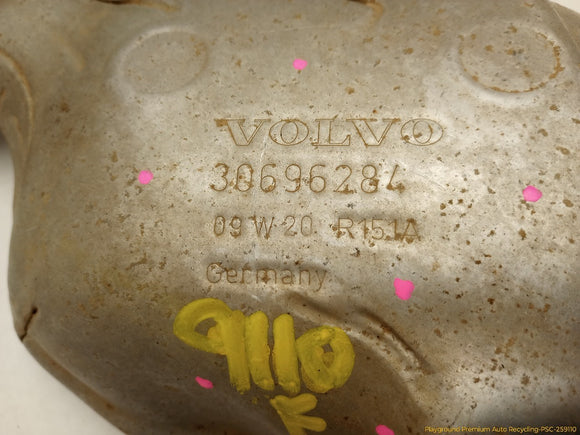 VOLVO
30696284
09 W 20 R151A
Germany
9110
F
Playground Premium Auto Recycling-PSC-259110